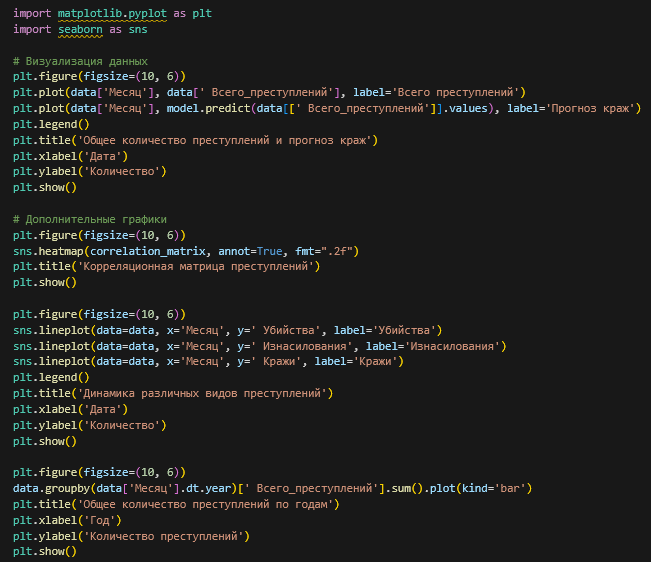 import matplotlib.pyplot as plt
import seaborn as sns
# Визуализация данных
plt.figure(figsize=(10, 6))
plt.plot(data['Месяц'], data[' Всего_преступлений'], label='Всего преступлений')
plt.plot(data['Месяц'], model.predict(data[[' Всего_преступлений']].values), label='Прогноз краж')
plt.legend()
plt.title('Общее количество преступлений и прогноз краж')
plt.xlabel('Дата')
plt.ylabel('Количество')
plt.show()
# Дополнительные графики
plt.figure(figsize=(10, 6))
sns.heatmap(correlation_matrix, annot=True, fmt=".2f")
plt.title('Корреляционная матрица преступлений')
plt.show()
plt.figure(figsize=(10, 6))
sns.lineplot(data=data, x='Месяц', y=' Убийства', label='Убийства')
sns.lineplot(data=data, x='Месяц', y=' Изнасилования', label='Изнасилования')
sns.lineplot(data=data, x='Месяц', y=' Кражи', label='Кражи')
plt.legend()
plt.title('Динамика различных видов преступлений')
plt.xlabel('Дата')
plt.ylabel('Количество')
plt.show()
plt.figure(figsize=(10, 6))
data.groupby(data['Месяц'].dt.year)[' Всего_преступлений'].sum().plot(kind='bar')
plt.title('Общее количество преступлений по годам')
plt.xlabel('Год')
plt.ylabel('Количество преступлений')
plt.show()